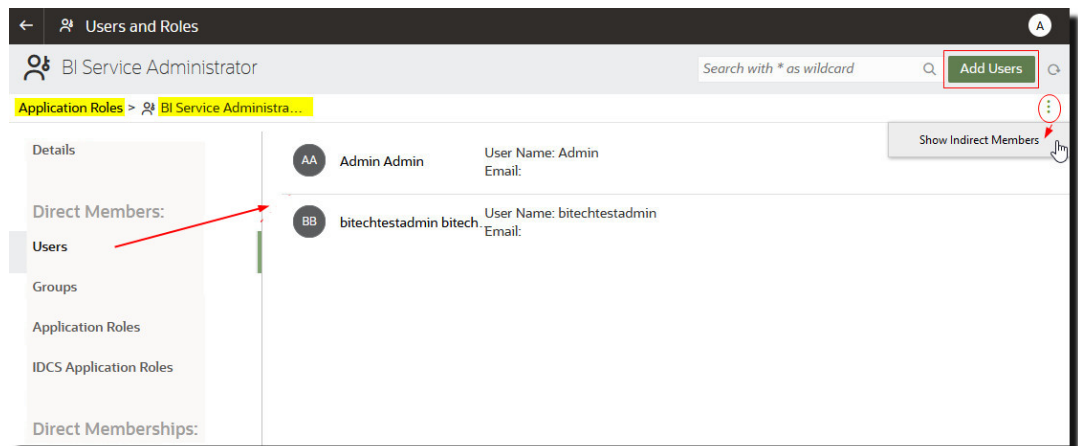 Users and Roles
A
BI Service Administrator
Search with * as wildcard
Add Users
Application Roles > BI Service Administra...
Show Indirect Members
Details
Direct Members:
Users
Groups
Application Roles
IDCS Application Roles
Direct Memberships:
AA
Admin Admin
User Name: Admin
Email:
BB
bitechtestadmin bitech...
User Name: bitechtestadmin
Email: